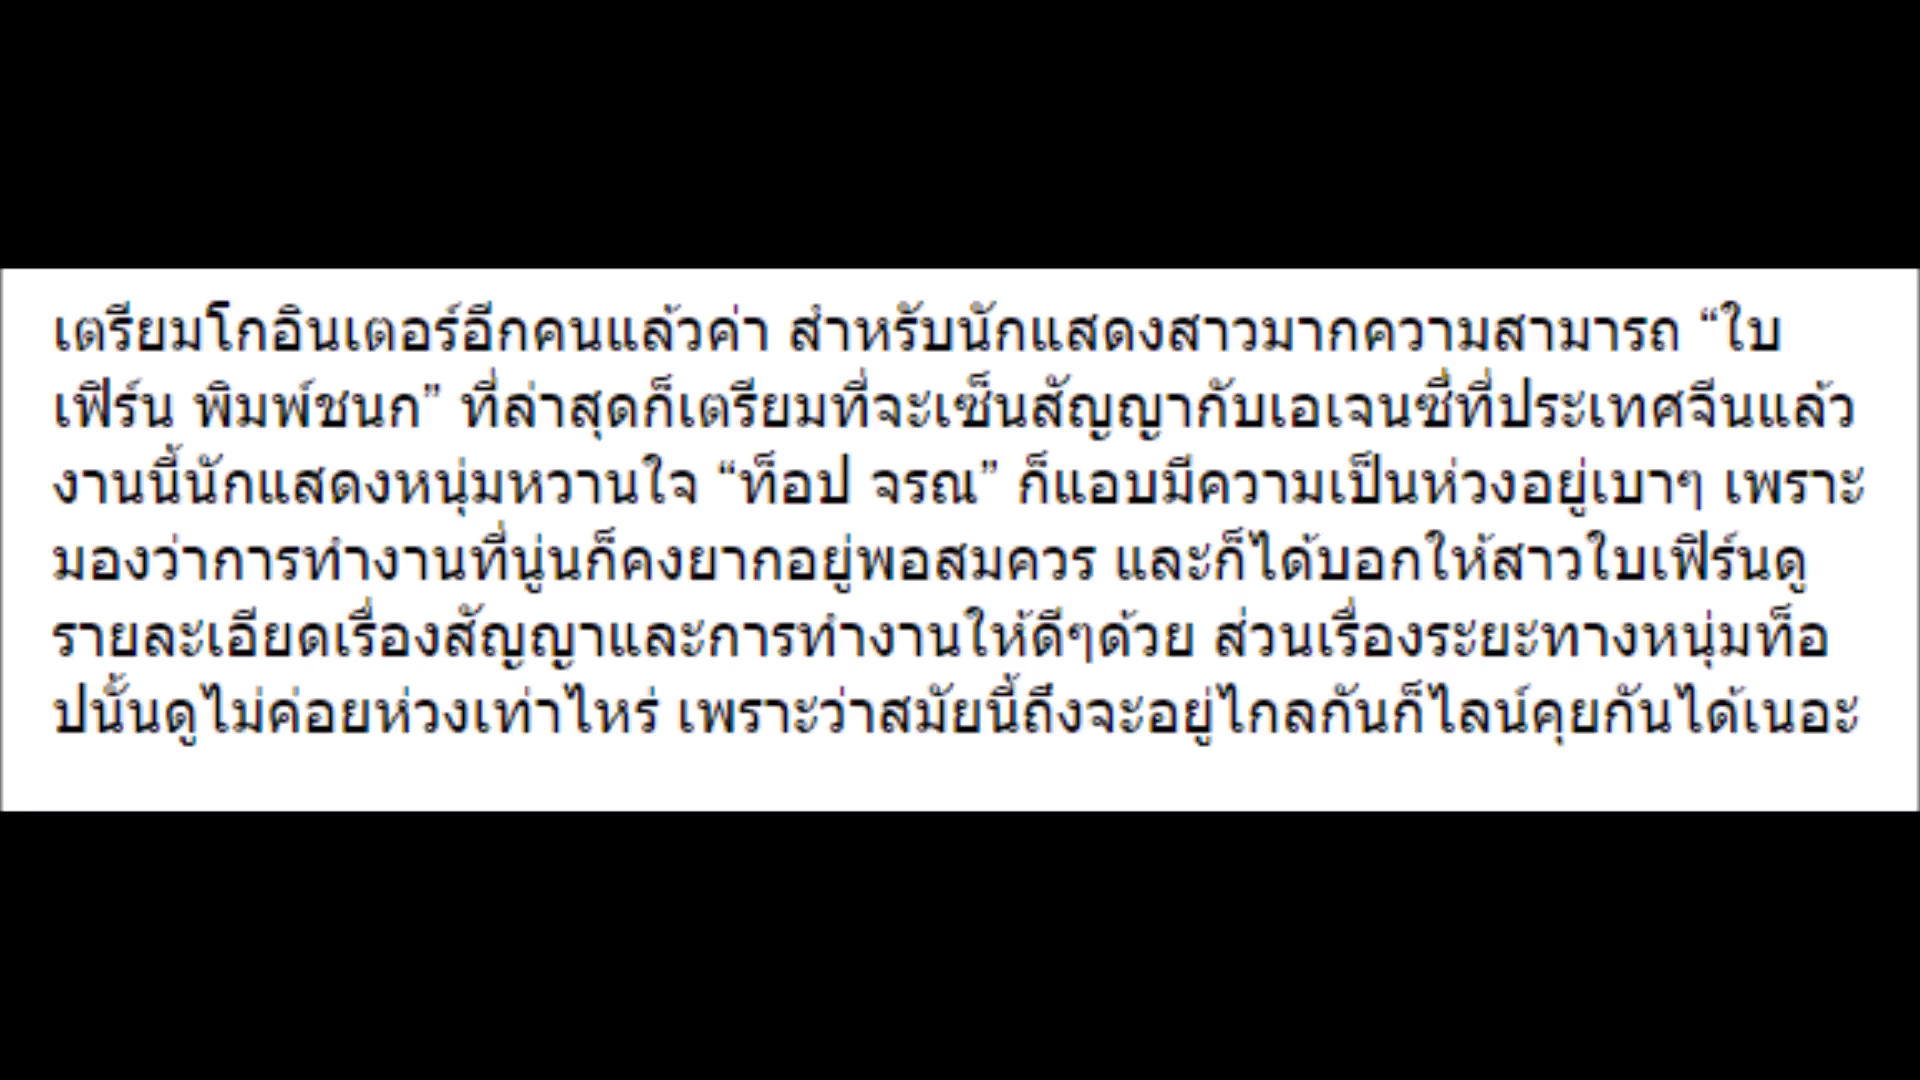 เตรียมโกอินเตอร์อีกคนแล้วค่า สำหรับนักแสดงสาวมากความสามารถ “ใบ
เฟิร์น พิมพ์ชนก” ที่ล่าสุดก็เตรียมที่จะเซ็นสัญญากับเอเจนซี่ที่ประเทศจีนแล้ว
งานนี้นักแสดงหนุ่มหวานใจ “ท็อป จรณ” ก็แอบมีความเป็นห่วงอยู่เบาๆ เพราะ
มองว่าการทำงานที่นู่นก็คงยากอยู่พอสมควร และก็ได้บอกให้สาวใบเฟิร์นดู
รายละเอียดเรื่องสัญญาและการทำงานให้ดีๆด้วย ส่วนเรื่องระยะทางหนุ่มท็อ
ปนั้นดูไม่ค่อยห่วงเท่าไหร่ เพราะว่าสมัยนี้ถึงจะอยู่ไกลกันก็ไลน์คุยกันได้เนอะ